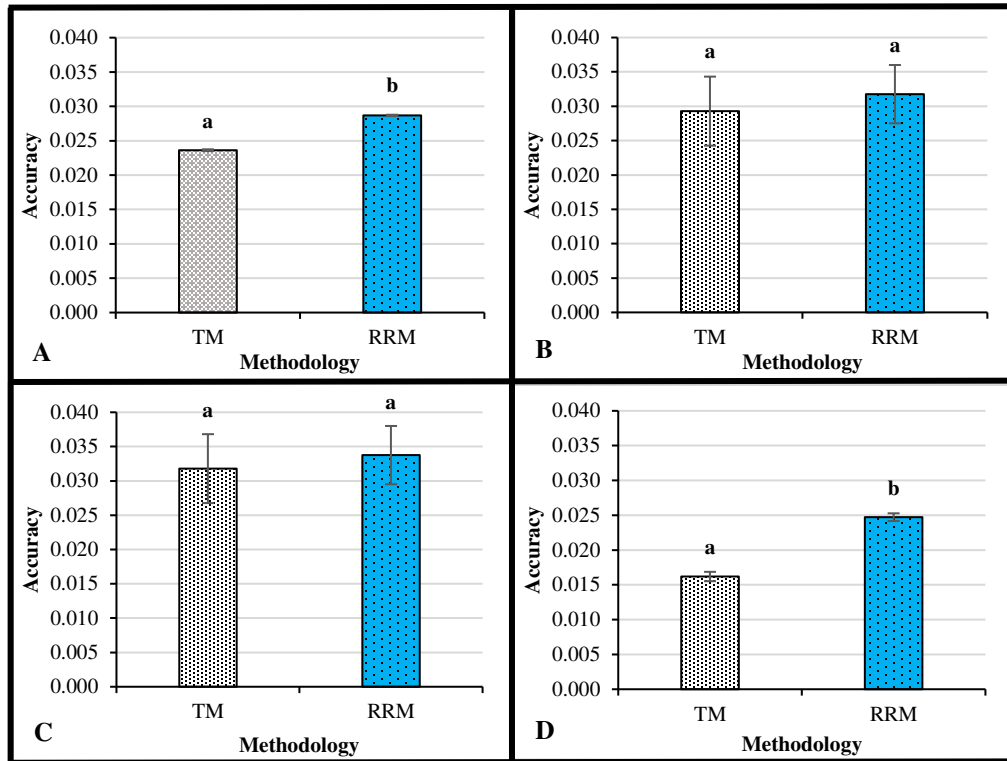 0.040
0.035
0.030
0.025
0.020
0.015
0.010
0.005
0.000
Accuracy
a
b
TM
RRM
Methodology
A
0.040
0.035
0.030
0.025
0.020
0.015
0.010
0.005
0.000
Accuracy
a
a
TM
RRM
Methodology
B
0.040
0.035
0.030
0.025
0.020
0.015
0.010
0.005
0.000
Accuracy
a
a
TM
RRM
Methodology
C
0.040
0.035
0.030
0.025
0.020
0.015
0.010
0.005
0.000
Accuracy
a
b
TM
RRM
Methodology
D